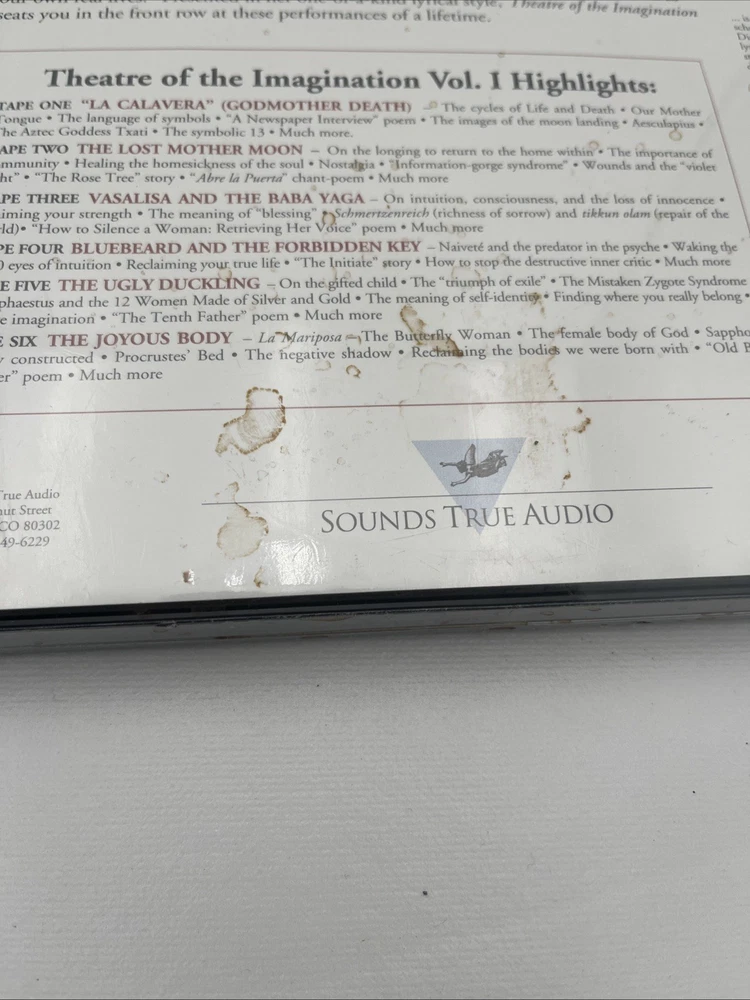 seats you in the front row at these performances of a lifetime.
lyrical style, Theatre of the Imagination
Theatre of the Imagination Vol. I Highlights:
TAPE ONE "LA CALAVERA" (GODMOTHER DEATH) – The cycles of Life and Death • Our Mother
Tongue • The language of symbols • "A Newspaper Interview" poem • The images of the moon landing • Aesculapius •
The Aztec Goddess Txati • The symbolic 13 • Much more.
APE TWO THE LOST MOTHER MOON – On the longing to return to the home within • The importance of
mmunity • Healing the homesickness of the soul • Nostalgia • "Information-gorge syndrome" • Wounds and the "violet
ht" • "The Rose Tree" story • "Abre la Puerta" chant-poem • Much more
PE THREE VASALISA AND THE BABA YAGA – On intuition, consciousness, and the loss of innocence •
iming your strength • The meaning of "blessing" • Schmertzenreich (richness of sorrow) and tikkun olam (repair of the
ld) • "How to Silence a Woman: Retrieving Her Voice" poem • Much more
PE FOUR BLUEBEARD AND THE FORBIDDEN KEY – Naiveté and the predator in the psyche • Waking the
0 eyes of intuition • Reclaiming your true life • "The Initiate" story • How to stop the destructive inner critic • Much more
E FIVE THE UGLY DUCKLING – On the gifted child • The "triumph of exile" • The Mistaken Zygote Syndrome
phaestus and the 12 Women Made of Silver and Gold • The meaning of self-identity • Finding where you really belong •
e imagination • "The Tenth Father" poem • Much more
E SIX THE JOYOUS BODY – La Mariposa – The Butterfly Woman • The female body of God • Sappho
y constructed • Procrustes' Bed • The negative shadow • Reclaiming the bodies we were born with • "Old B
er" poem • Much more
True Audio
ur Street
CO 80302
49-6229
SOUNDS TRUE AUDIO